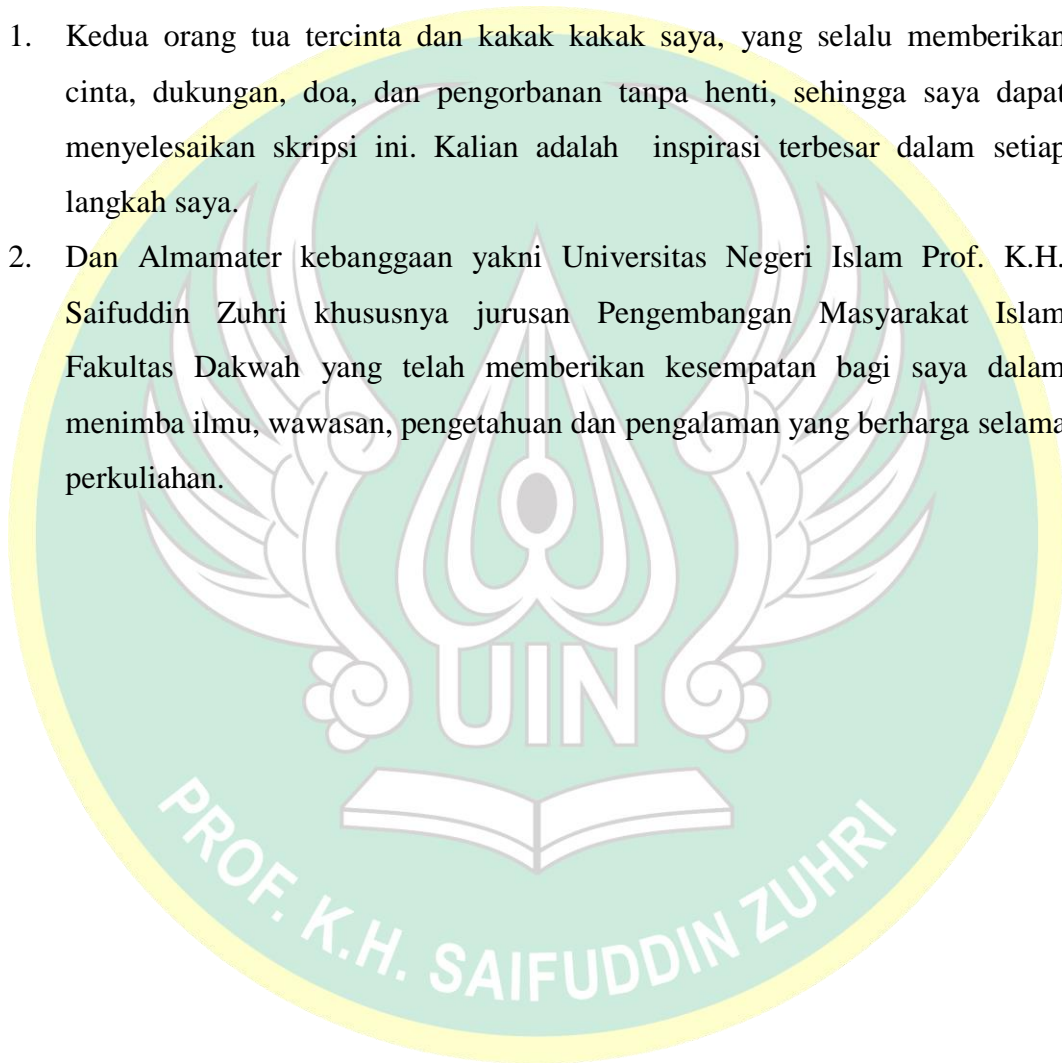 1. Kedua orang tua tercinta dan kakak kakak saya, yang selalu memberikan
cinta, dukungan, doa, dan pengorbanan tanpa henti, sehingga saya dapat
menyelesaikan skripsi ini. Kalian adalah inspirasi terbesar dalam setiap
langkah saya.
2. Dan Almamater kebanggaan yakni Universitas Negeri Islam Prof. K.H.
Saifuddin Zuhri khususnya jurusan Pengembangan Masyarakat Islam
Fakultas Dakwah yang telah memberikan kesempatan bagi saya dalam
menimba ilmu, wawasan, pengetahuan dan pengalaman yang berharga selama
perkuliahan.
UIN
PROF. K.H. SAIFUDDIN ZUHRI